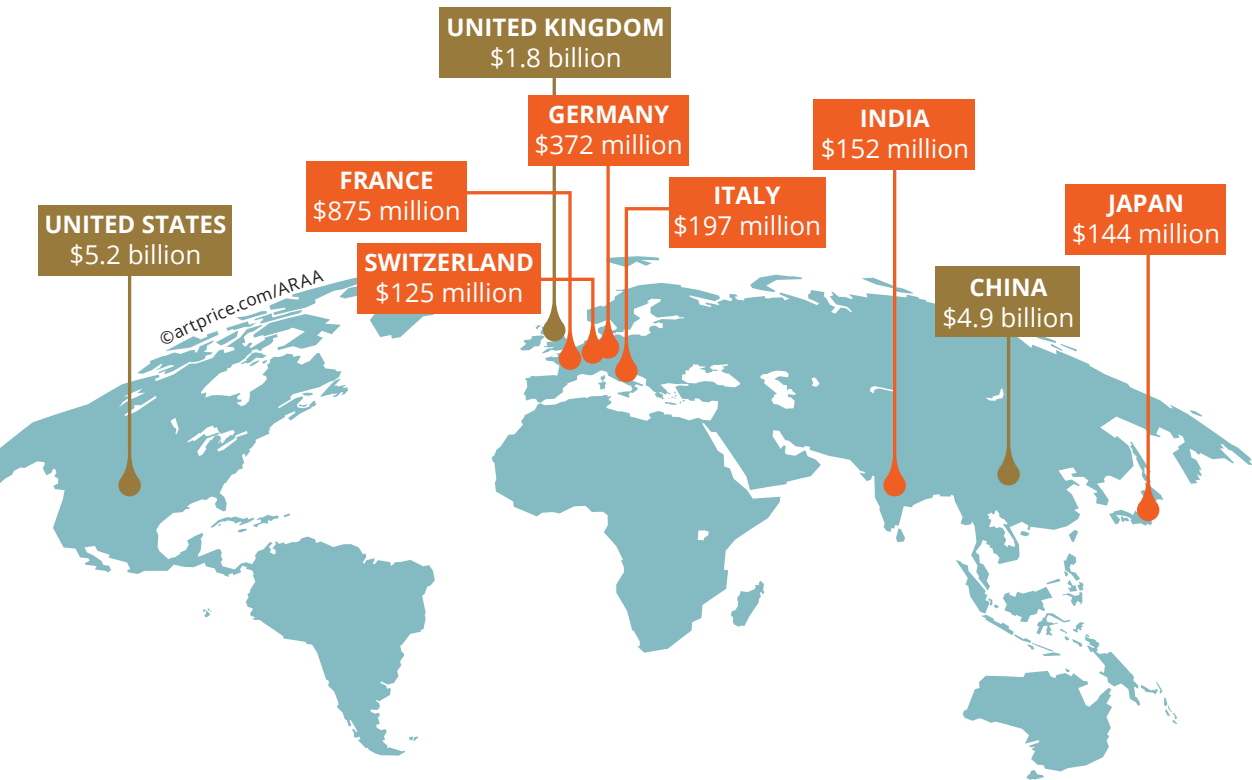 UNITED KINGDOM
$1.8 billion
GERMANY
$372 million
INDIA
$152 million
FRANCE
$875 million
ITALY
$197 million
JAPAN
$144 million
UNITED STATES
$5.2 billion
SWITZERLAND
$125 million
CHINA
$4.9 billion
©artprice.com/ARAA